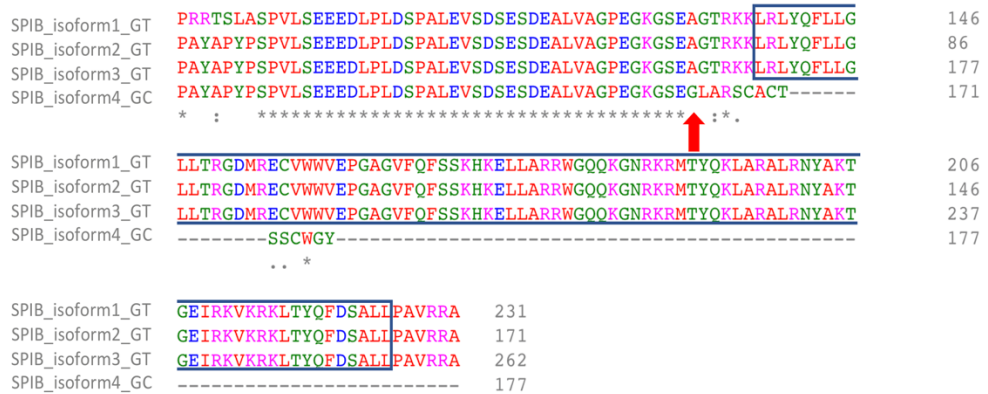 SPIB_isoform1_GT PRRTSLASPVLSEEEDLPLDSPALEVSDSESDEALVAGPEGKGSEAGTRKKLRLYQFLLG 146
SPIB_isoform2_GT PAYAPYPSPVLSEEEDLPLDSPALEVSDSESDEALVAGPEGKGSEAGTRKKLRLYQFLLG 86
SPIB_isoform3_GT PAYAPYPSPVLSEEEDLPLDSPALEVSDSESDEALVAGPEGKGSEAGTRKKLRLYQFLLG 177
SPIB_isoform4_GC PAYAPYPSPVLSEEEDLPLDSPALEVSDSESDEALVAGPEGKGSEGLARSCACT------ 171
*  :   **************************************  :*.
SPIB_isoform1_GT LLTRGDMRECVWWVEPGAGVFQFSSKHKELLARRWGQQKGNRKRMTYQKLARALRNYAKT 206
SPIB_isoform2_GT LLTRGDMRECVWWVEPGAGVFQFSSKHKELLARRWGQQKGNRKRMTYQKLARALRNYAKT 146
SPIB_isoform3_GT LLTRGDMRECVWWVEPGAGVFQFSSKHKELLARRWGQQKGNRKRMTYQKLARALRNYAKT 237
SPIB_isoform4_GC --------SSCWGY---------------------------------------------- 177
.. *
SPIB_isoform1_GT GEIRKVKRKLTYQFDSALLPAVRRA 231
SPIB_isoform2_GT GEIRKVKRKLTYQFDSALLPAVRRA 171
SPIB_isoform3_GT GEIRKVKRKLTYQFDSALLPAVRRA 262
SPIB_isoform4_GC ------------------------- 177